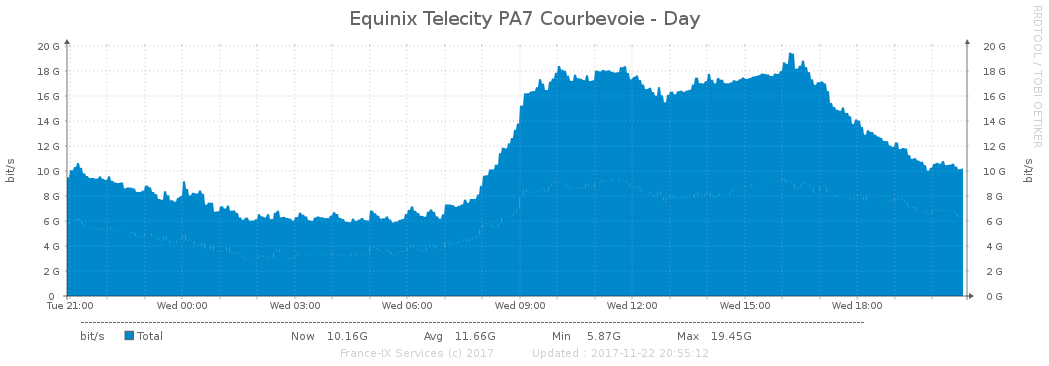 Equinix Telecity PA7 Courbevoie - Day
RRDTOOL / TOBI OETIKER
bit/s
20 G 20 G
18 G 18 G
16 G 16 G
14 G 14 G
12 G 12 G
10 G 10 G
8 G 8 G
6 G 6 G
4 G 4 G
2 G 2 G
0 0 G
bit/s
Tue 21:00 Wed 00:00 Wed 03:00 Wed 06:00 Wed 09:00 Wed 12:00 Wed 15:00 Wed 18:00
bit/s Total Now 10.16G Avg 11.66G Min 5.87G Max 19.45G
France-IX Services (c) 2017 Updated : 2017-11-22 20:55:12